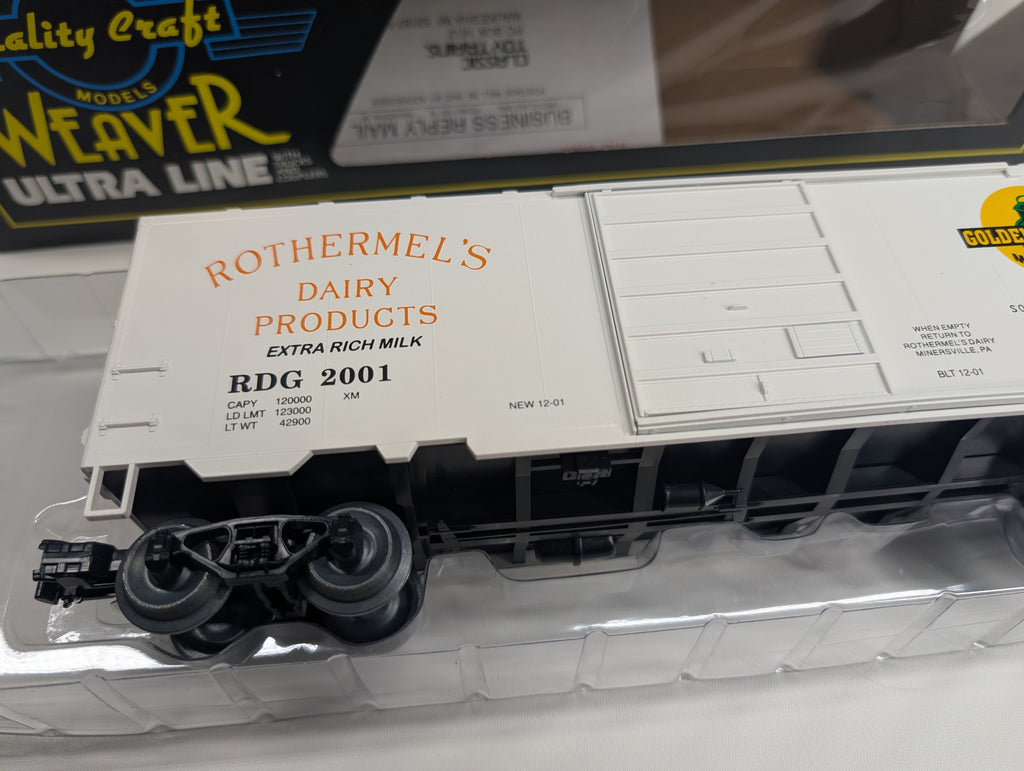 ality Craft
MODELS
WEAVER
ULTRA LINE
CLASSIC
TOY TRAINS
BUSINESS REPLY MAIL
ROTHERMEL'S
DAIRY
PRODUCTS
EXTRA RICH MILK
RDG 2001
CAPY 120000 XM
LD LMT 123000
LT WT 42900
NEW 12-01
GOLDE
WHEN EMPTY
RETURN TO
ROTHERMEL'S DAIRY
MINERSVILLE, PA
BLT 12-01